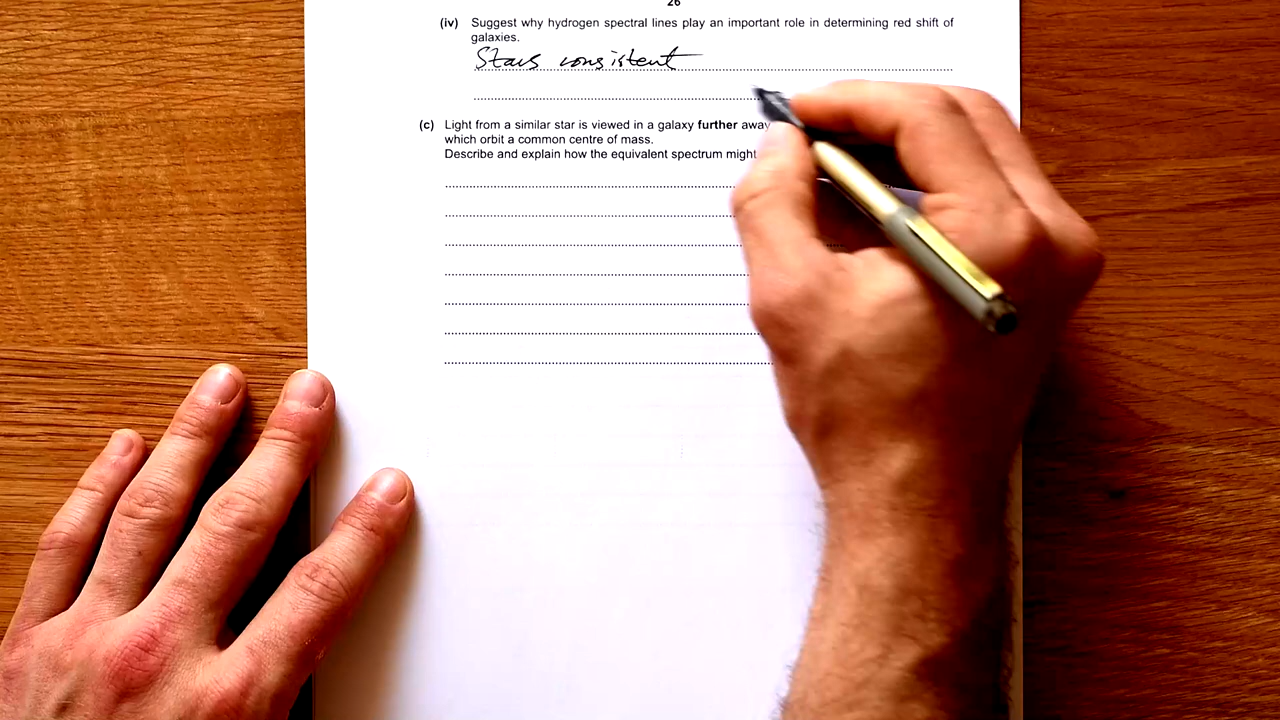 26
(iv) Suggest why hydrogen spectral lines play an important role in determining red shift of
galaxies.
Stars consistent
(c) Light from a similar star is viewed in a galaxy further away
which orbit a common centre of mass.
Describe and explain how the equivalent spectrum might